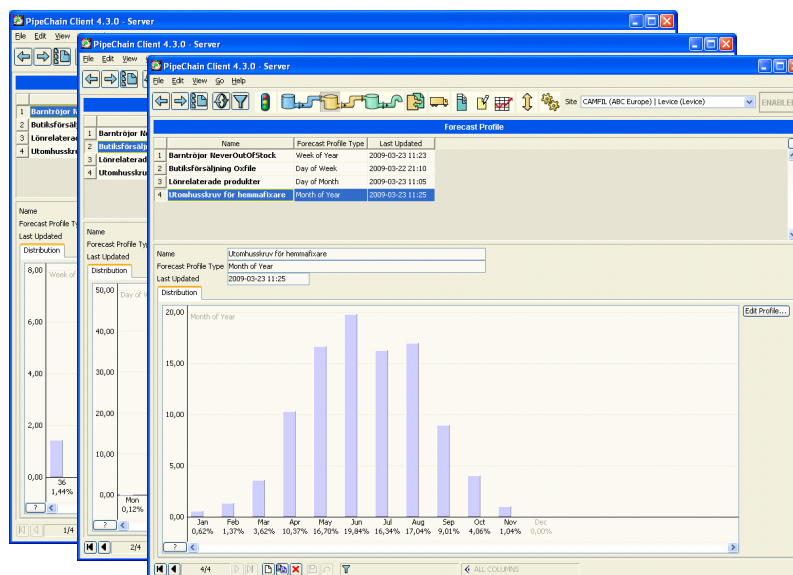 PipeChain Client 4.3.0 - Server
File Edit View
1 Barntröjor N
2 Butiksförsälj
3 Lönrelaterad
4 Utomhusskru
Name
Forecast Profile Ty
Last Updated
Distribution
8,00 Week of
6,00
4,00
2,00
0,00
36
1,44%
?
1/4
PipeChain Client 4.3.0 - Server
File Edit View
1 Barntröjor Ne
2 Butiksförsälj
3 Lönrelaterad
4 Utomhusskru
Name
Forecast Profile Typ
Last Updated
Distribution
50,00 Day of W
40,00
30,00
20,00
10,00
0,00
Mon
0,12%
?
2/4
PipeChain Client 4.3.0 - Server
File Edit View Go Help
Site CAMFIL (ABC Europe) | Levice (Levice) ENABLE
Forecast Profile
Name Forecast Profile Type Last Updated
1 Barntröjor NeverOutOfStock Week of Year 2009-03-23 11:23
2 Butiksförsäljning Oxfile Day of Week 2009-03-22 21:10
3 Lönrelaterade produkter Day of Month 2009-03-23 11:05
4 Utomhusskruv för hemmafixare Month of Year 2009-03-23 11:25
Name Utomhusskruv för hemmafixare
Forecast Profile Type Month of Year
Last Updated 2009-03-23 11:25
Distribution
20,00 Month of Year Edit Profile...
15,00
10,00
5,00
0,00
Jan Feb Mar Apr May Jun Jul Aug Sep Oct Nov Dec
0,62% 1,37% 3,62% 10,37% 16,70% 19,84% 16,34% 17,04% 9,01% 4,06% 1,04% 0,00%
?
4/4 ALL COLUMNS